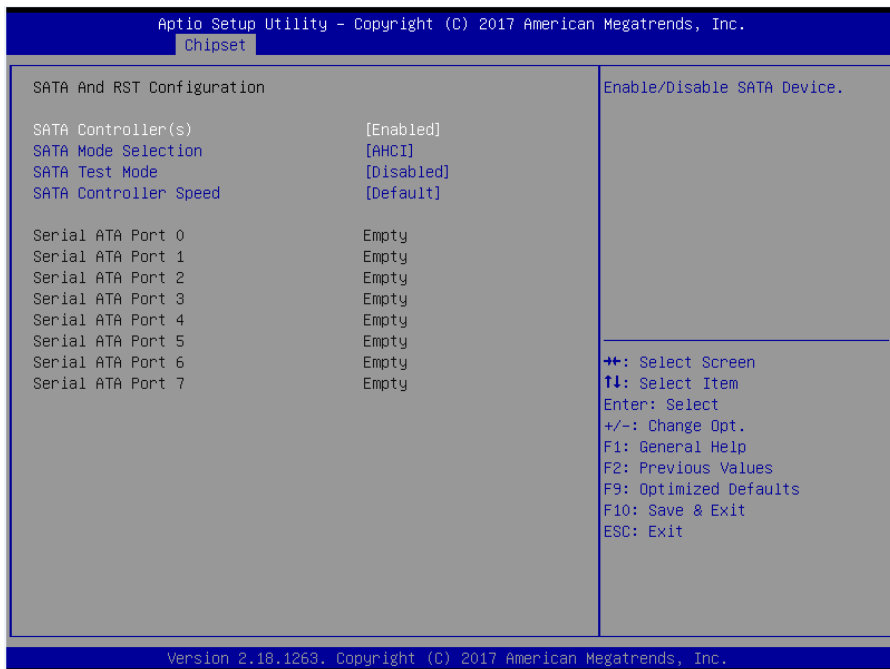 Aptio Setup Utility – Copyright (C) 2017 American Megatrends, Inc.
Chipset
SATA And RST Configuration
Enable/Disable SATA Device.
SATA Controller(s) [Enabled]
SATA Mode Selection [AHCI]
SATA Test Mode [Disabled]
SATA Controller Speed [Default]
Serial ATA Port 0 Empty
Serial ATA Port 1 Empty
Serial ATA Port 2 Empty
Serial ATA Port 3 Empty
Serial ATA Port 4 Empty
Serial ATA Port 5 Empty
Serial ATA Port 6 Empty
Serial ATA Port 7 Empty
→←: Select Screen
↑↓: Select Item
Enter: Select
+/-: Change Opt.
F1: General Help
F2: Previous Values
F9: Optimized Defaults
F10: Save & Exit
ESC: Exit
Version 2.18.1263. Copyright (C) 2017 American Megatrends, Inc.